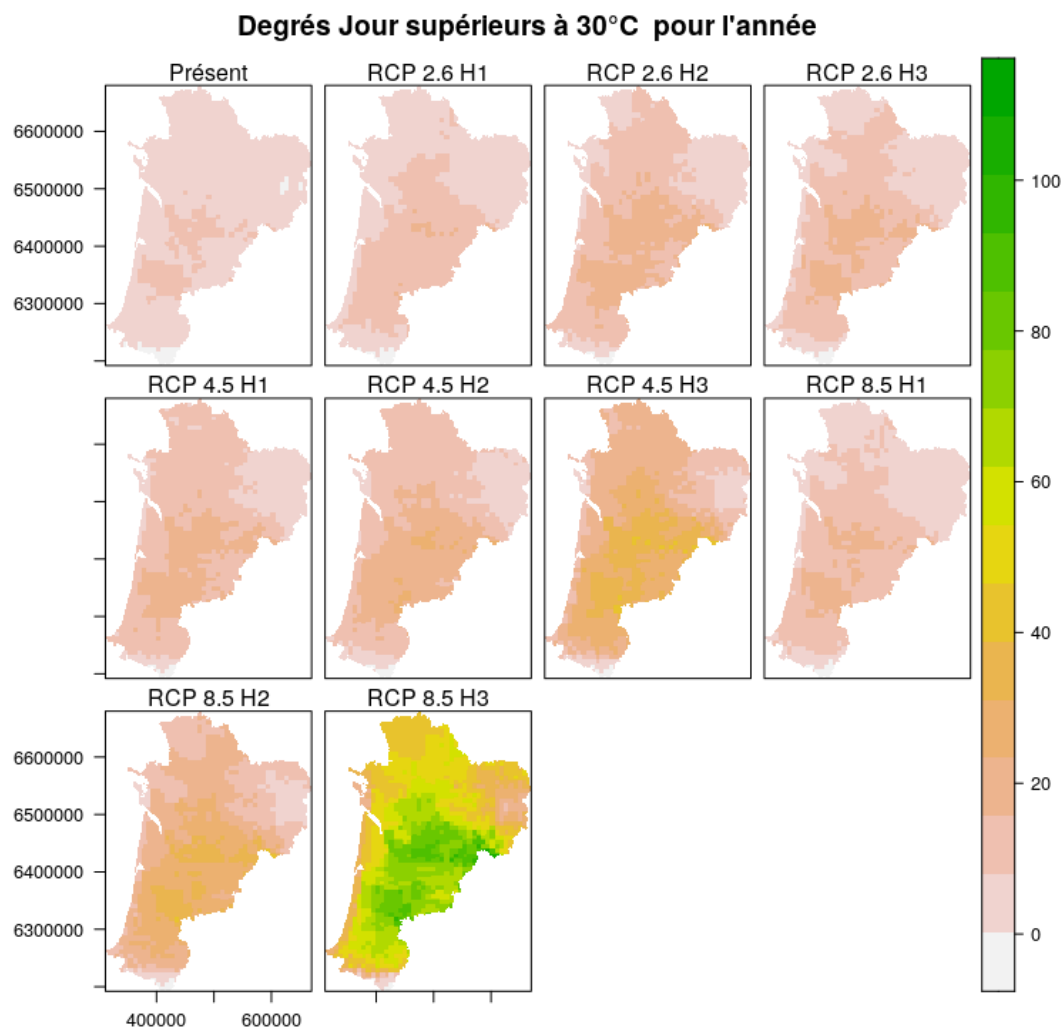 Degrés Jour supérieurs à 30°C pour l'année
Présent
RCP 2.6 H1
RCP 2.6 H2
RCP 2.6 H3
6600000
6500000
6400000
6300000
RCP 4.5 H1
RCP 4.5 H2
RCP 4.5 H3
RCP 8.5 H1
RCP 8.5 H2
RCP 8.5 H3
6600000
6500000
6400000
6300000
400000
600000
100
80
60
40
20
0